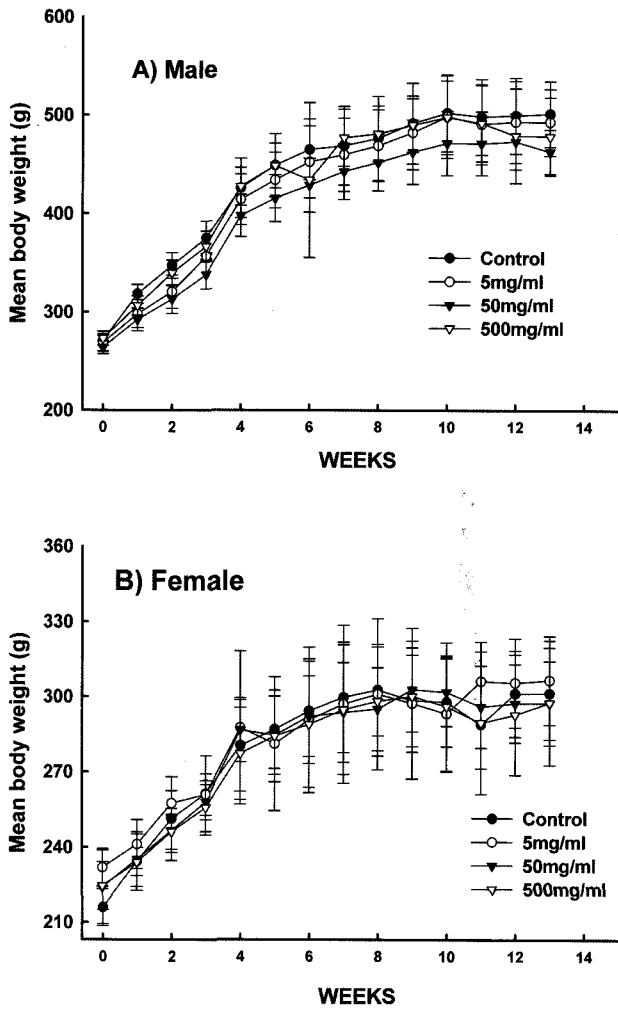 600
A) Male
500
400
300
200
Mean body weight (g)
Control
5mg/ml
50mg/ml
500mg/ml
0 2 4 6 8 10 12 14
WEEKS
360
B) Female
330
300
270
240
210
Mean body weight (g)
Control
5mg/ml
50mg/ml
500mg/ml
0 2 4 6 8 10 12 14
WEEKS